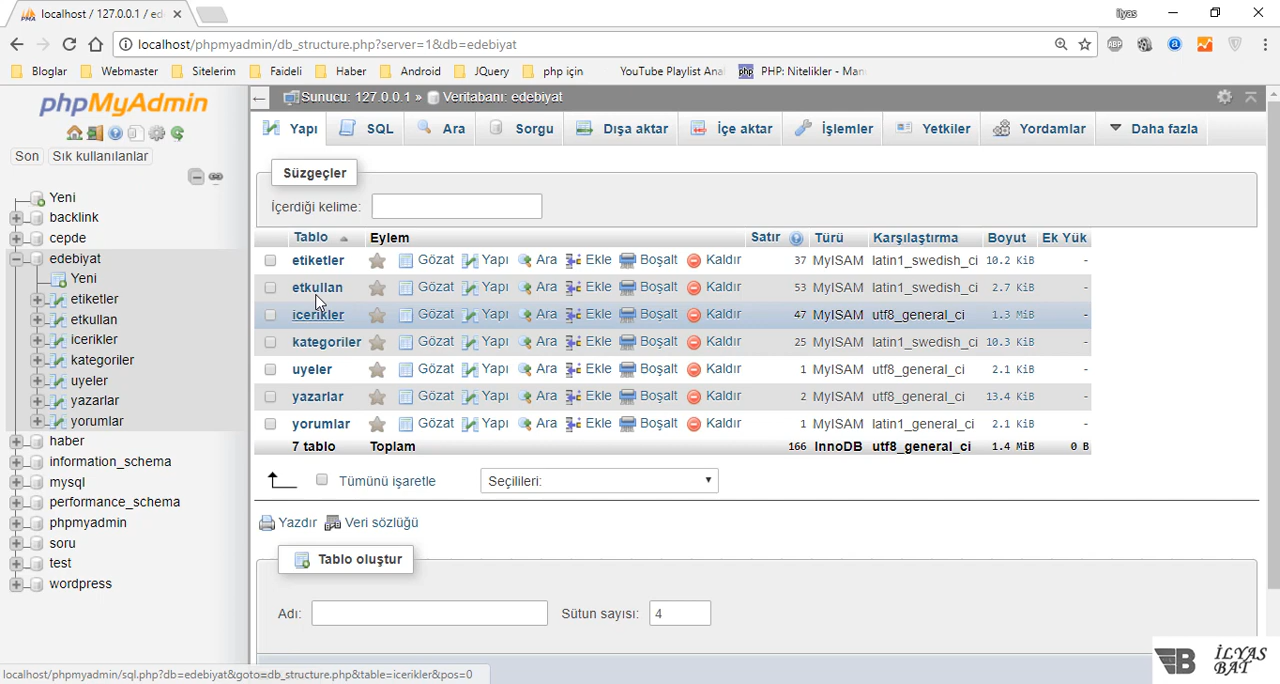 localhost / 127.0.0.1 / ed
ilyas
localhost/phpmyadmin/db_structure.php?server=1&db=edebiyat
Bloglar Webmaster Sitelerim Faideli Haber Android JQuery php için YouTube Playlist Ana PHP: Nitelikler - Man
phpMyAdmin
Son Sık kullanılanlar
Yeni
backlink
cepde
edebiyat
Yeni
etiketler
etkullan
icerikler
kategoriler
uyeler
yazarlar
yorumlar
haber
information_schema
mysql
performance_schema
phpmyadmin
soru
test
wordpress
Sunucu: 127.0.0.1 » Veritabanı: edebiyat
Yapı SQL Ara Sorgu Dışa aktar İçe aktar İşlemler Yetkiler Yordamlar Daha fazla
Süzgeçler
İçerdiği kelime:
Tablo Eylem Satır Türü Karşılaştırma Boyut Ek Yük
etiketler Gözat Yapı Ara Ekle Boşalt Kaldır 37 MyISAM latin1_swedish_ci 10.2 KiB -
etkullan Gözat Yapı Ara Ekle Boşalt Kaldır 53 MyISAM latin1_swedish_ci 2.7 KiB -
icerikler Gözat Yapı Ara Ekle Boşalt Kaldır 47 MyISAM utf8_general_ci 1.3 MiB -
kategoriler Gözat Yapı Ara Ekle Boşalt Kaldır 25 MyISAM latin1_swedish_ci 10.3 KiB -
uyeler Gözat Yapı Ara Ekle Boşalt Kaldır 1 MyISAM utf8_general_ci 2.1 KiB -
yazarlar Gözat Yapı Ara Ekle Boşalt Kaldır 2 MyISAM utf8_general_ci 13.4 KiB -
yorumlar Gözat Yapı Ara Ekle Boşalt Kaldır 1 MyISAM latin1_general_ci 2.1 KiB -
7 tablo Toplam 166 InnoDB utf8_general_ci 1.4 MiB 0 B
Tümünü işaretle Seçilileri:
Yazdır Veri sözlüğü
Tablo oluştur
Adı: Sütun sayısı: 4
localhost/phpmyadmin/sql.php?db=edebiyat&goto=db_structure.php&table=icerikler&pos=0
İLYAS
BAT